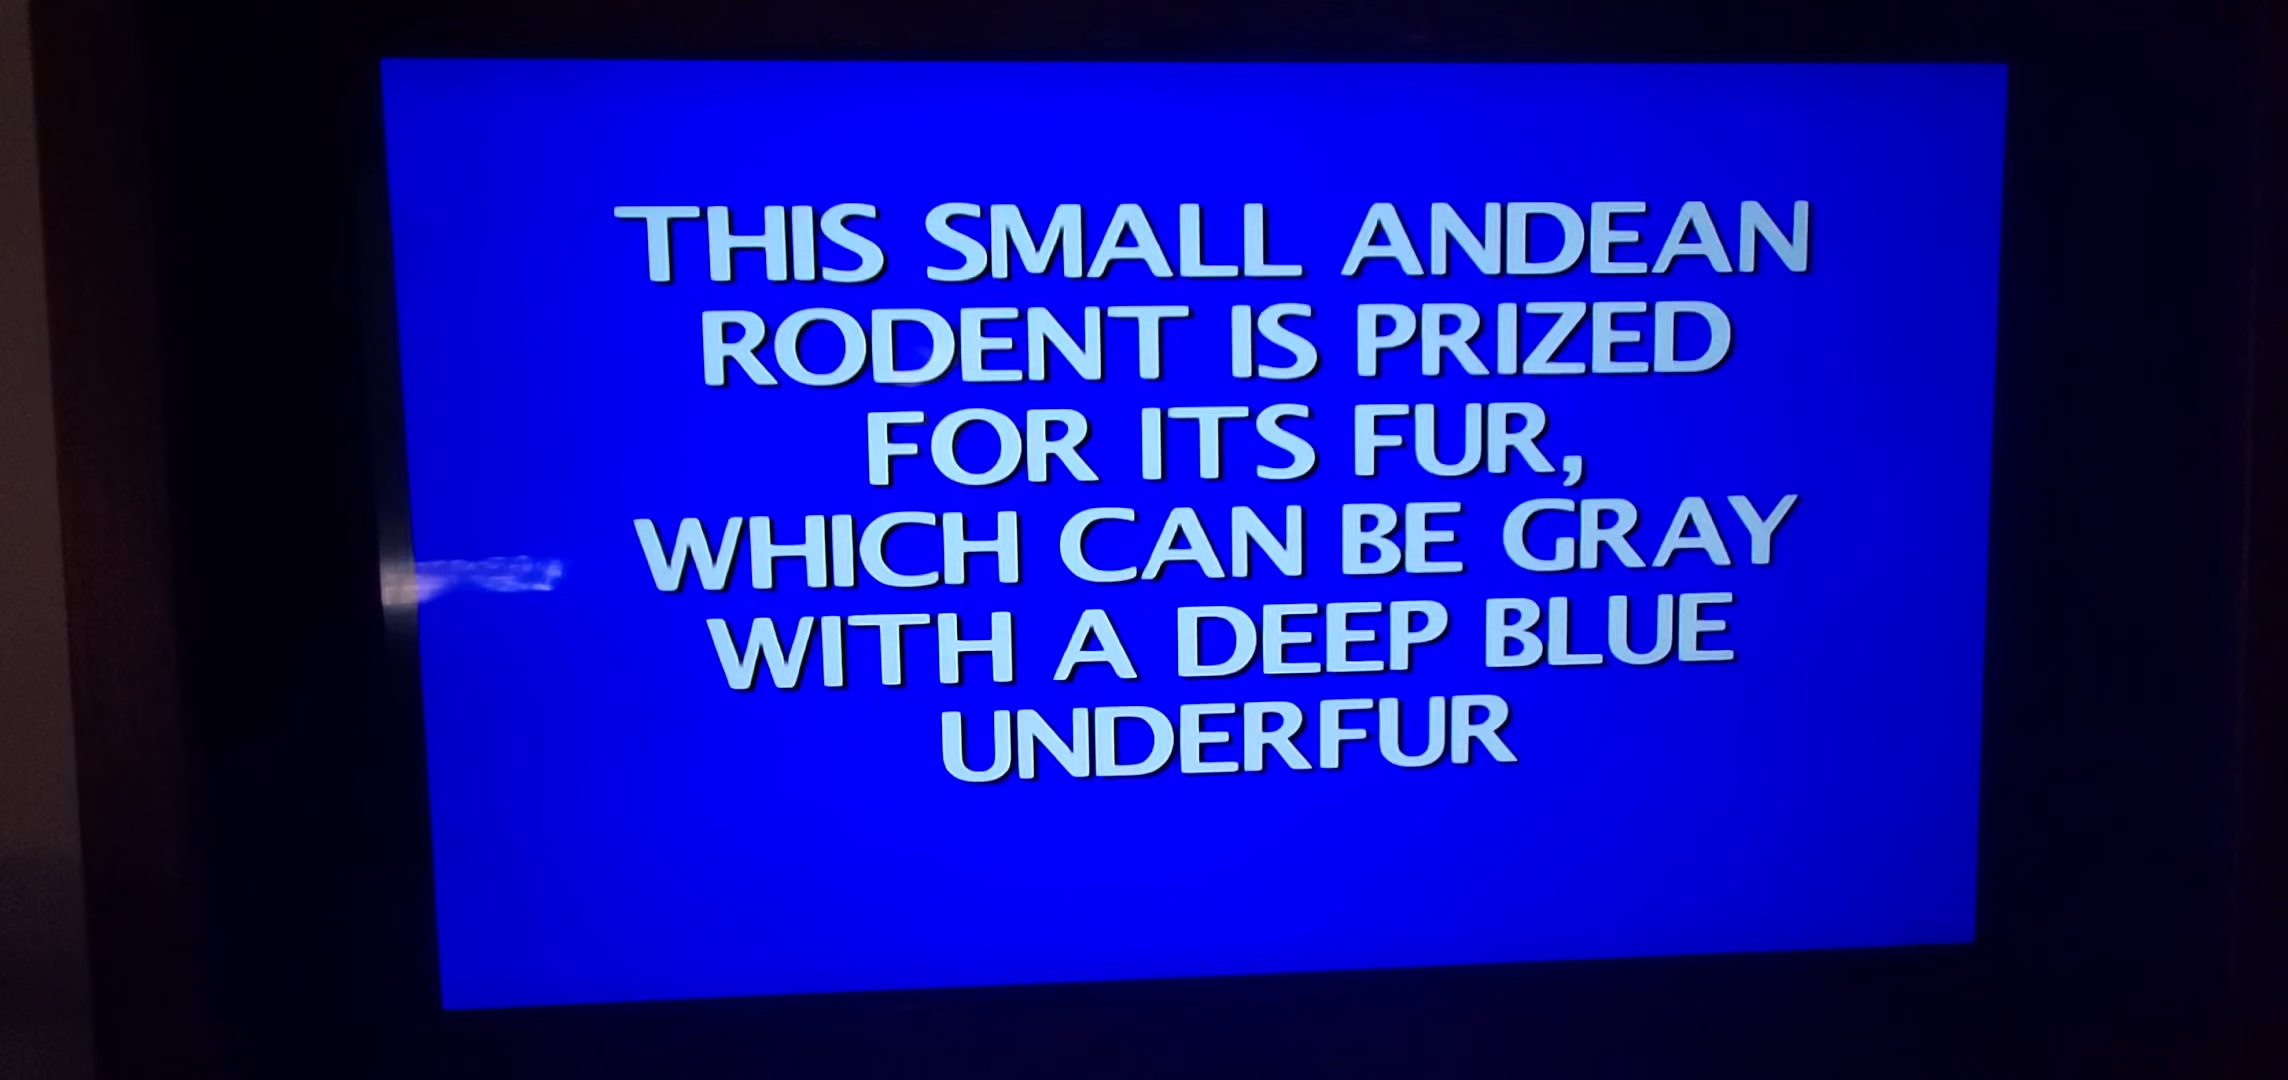 THIS SMALL ANDEAN
RODENT IS PRIZED
FOR ITS FUR,
WHICH CAN BE GRAY
WITH A DEEP BLUE
UNDERFUR